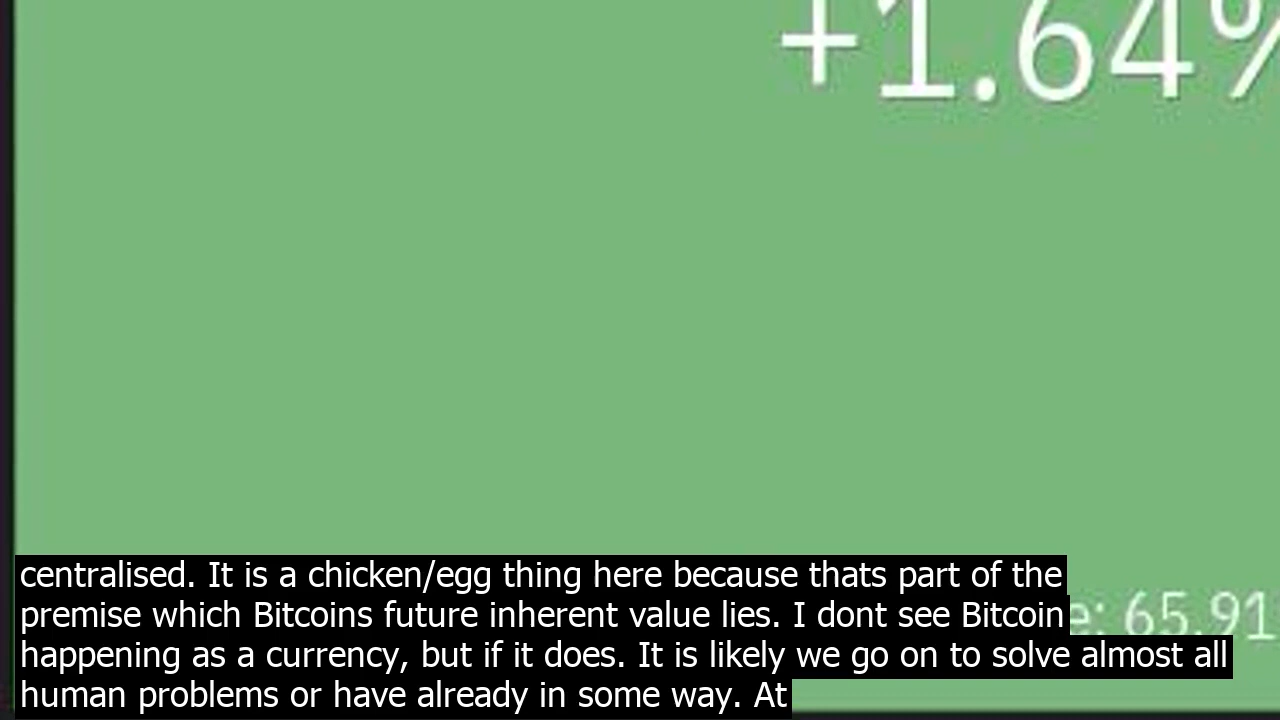 +1.64%
centralised. It is a chicken/egg thing here because thats part of the
premise which Bitcoins future inherent value lies. I dont see Bitcoin
e: 65.91
happening as a currency, but if it does. It is likely we go on to solve almost all
human problems or have already in some way. At